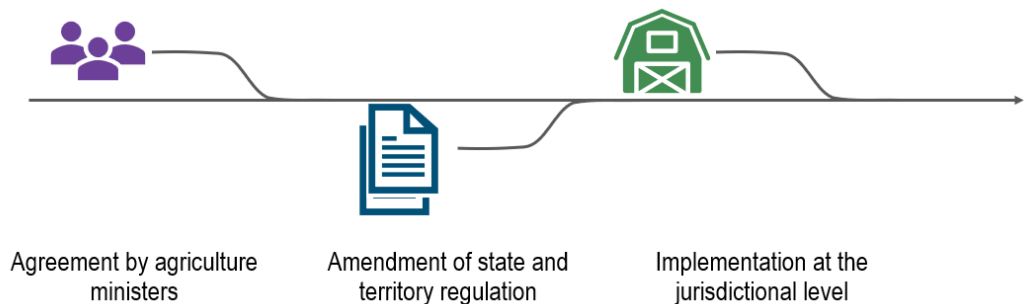 Agreement by agriculture
ministers
Amendment of state and
territory regulation
Implementation at the
jurisdictional level